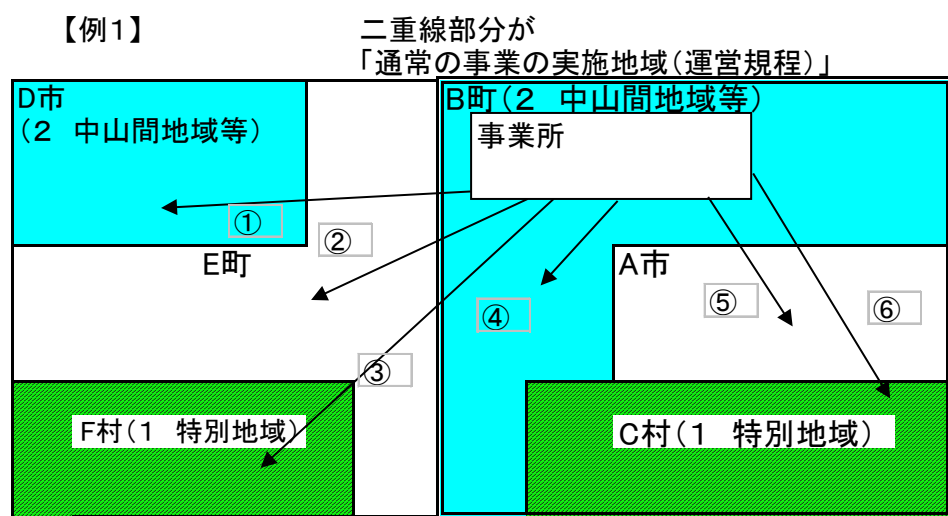 【例1】
二重線部分が
「通常の事業の実施地域(運営規程)」
D市
(2 中山間地域等)
B町(2 中山間地域等)
事業所
①
②
E町
A市
③
④
⑤
⑥
F村(1 特別地域)
C村(1 特別地域)